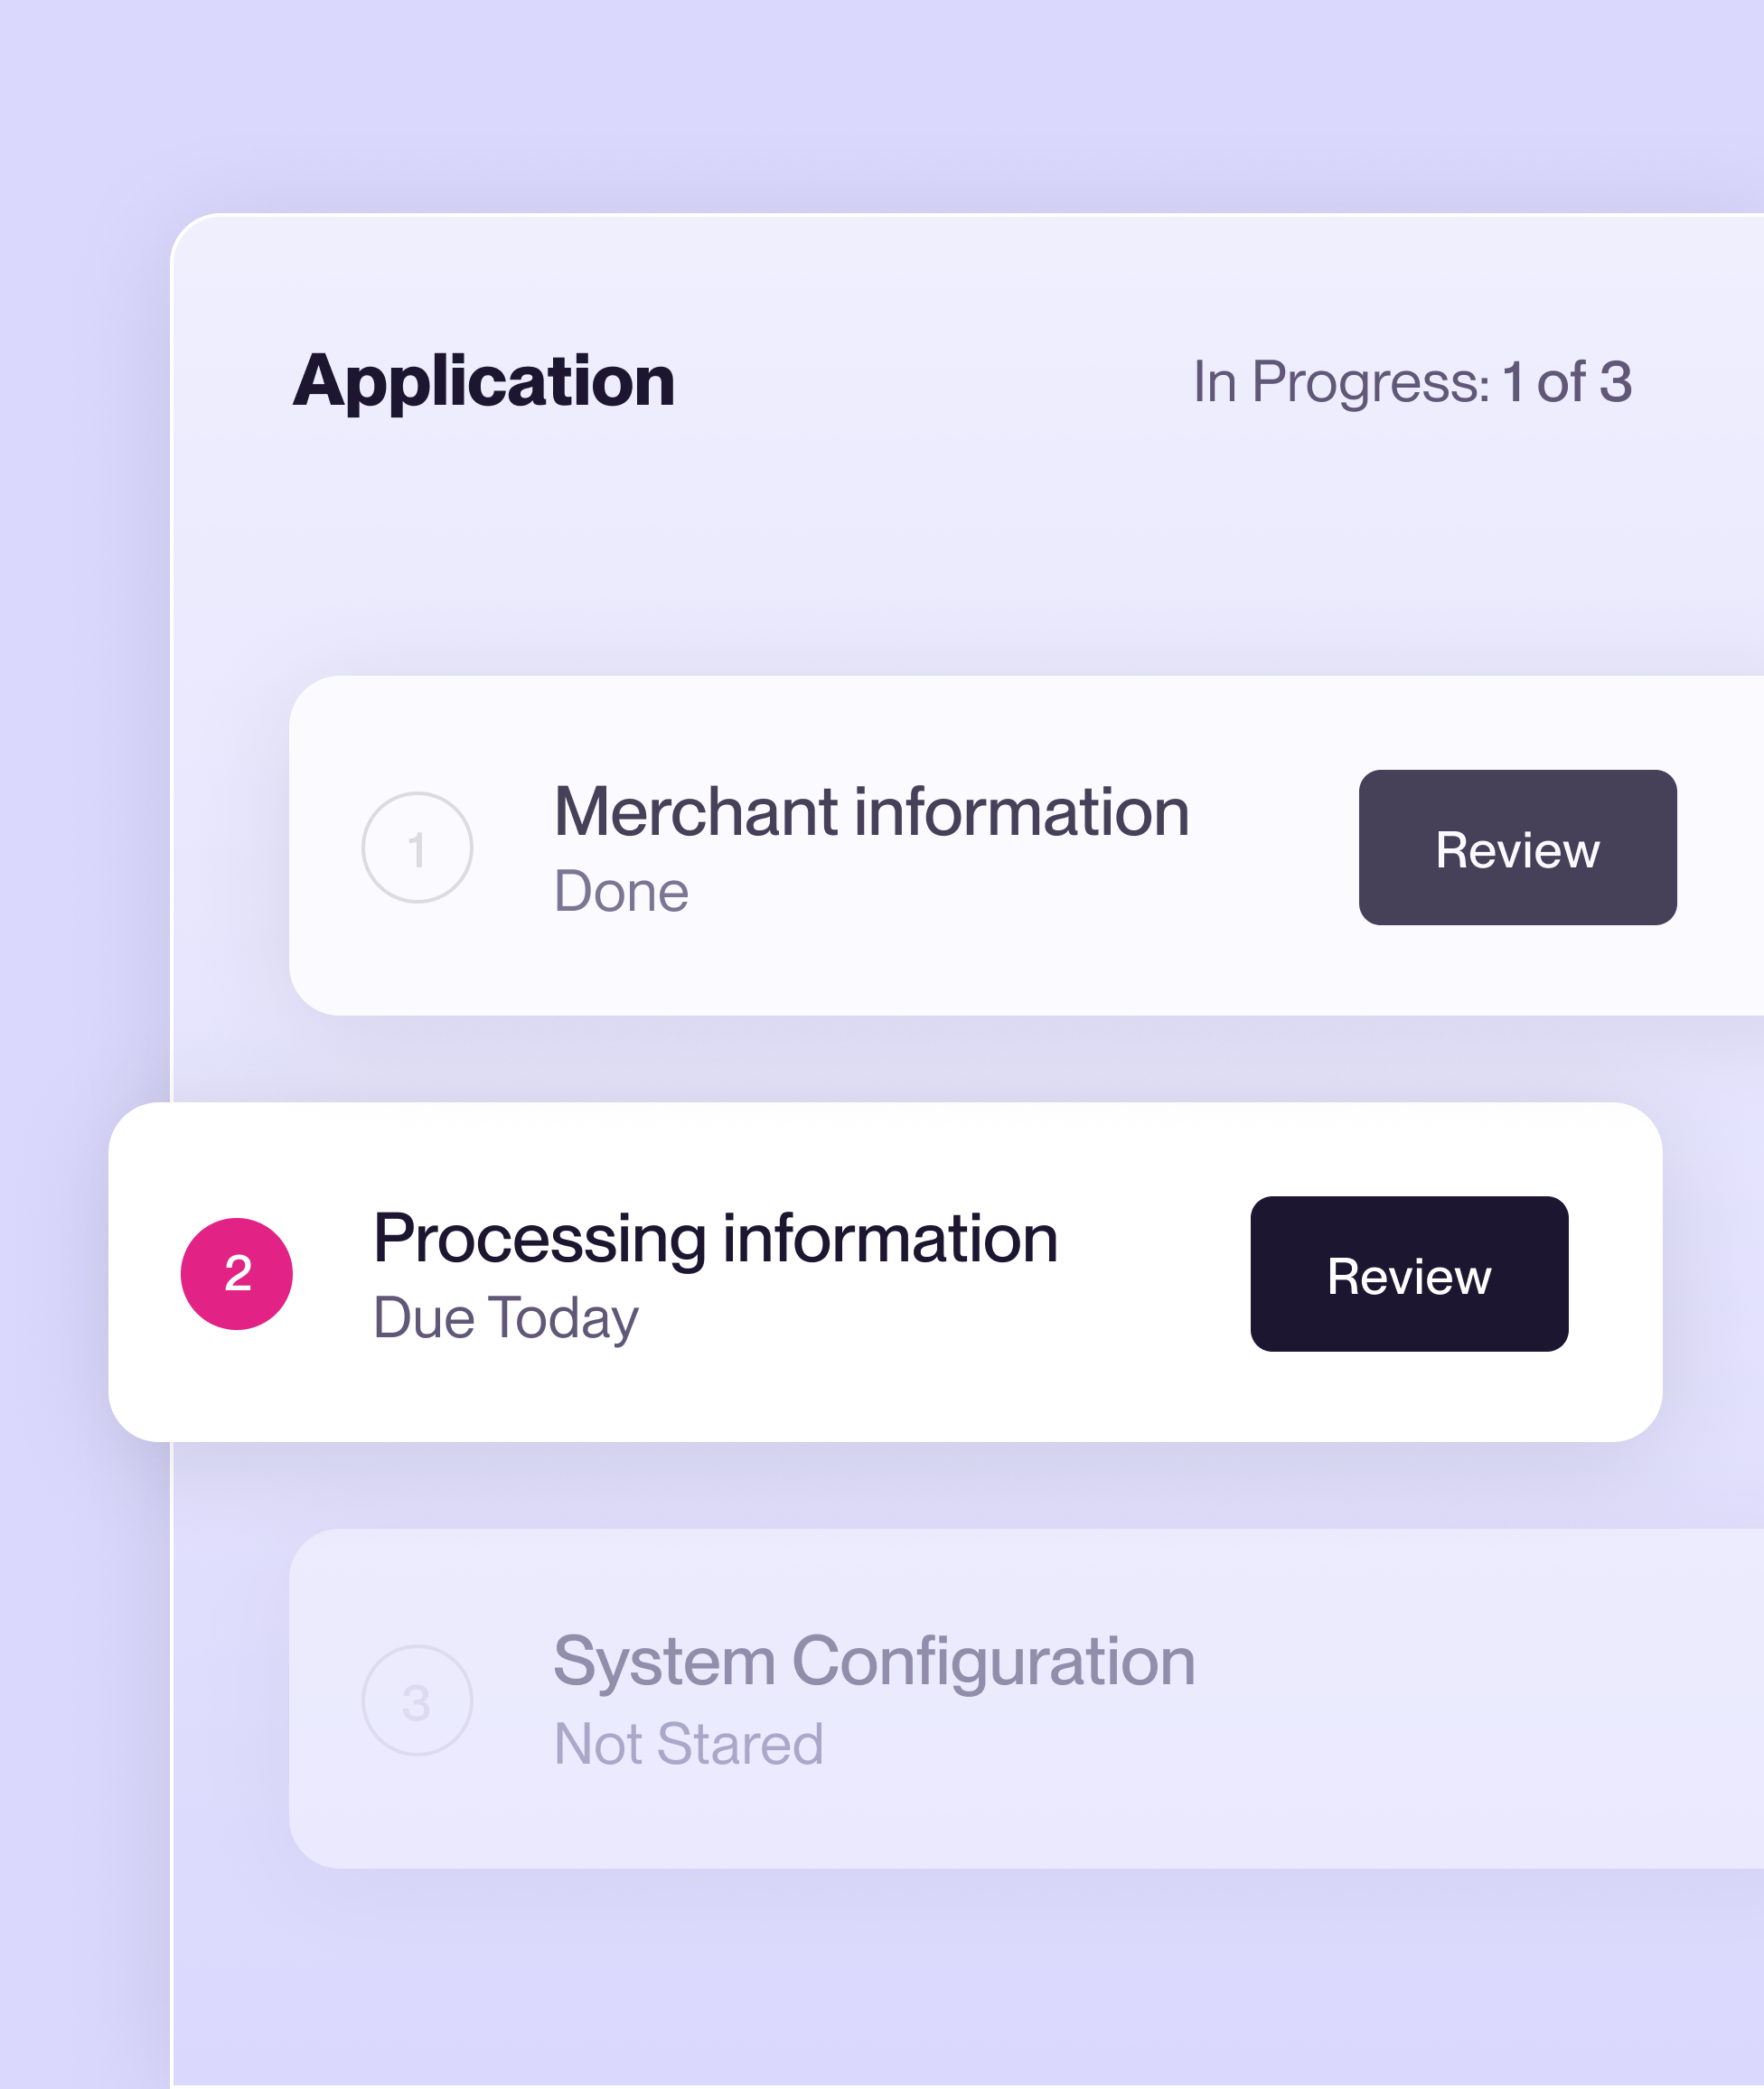 Application
In Progress: 1 of 3
1
Merchant information
Done
Review
2
Processing information
Due Today
Review
3
System Configuration
Not Stared